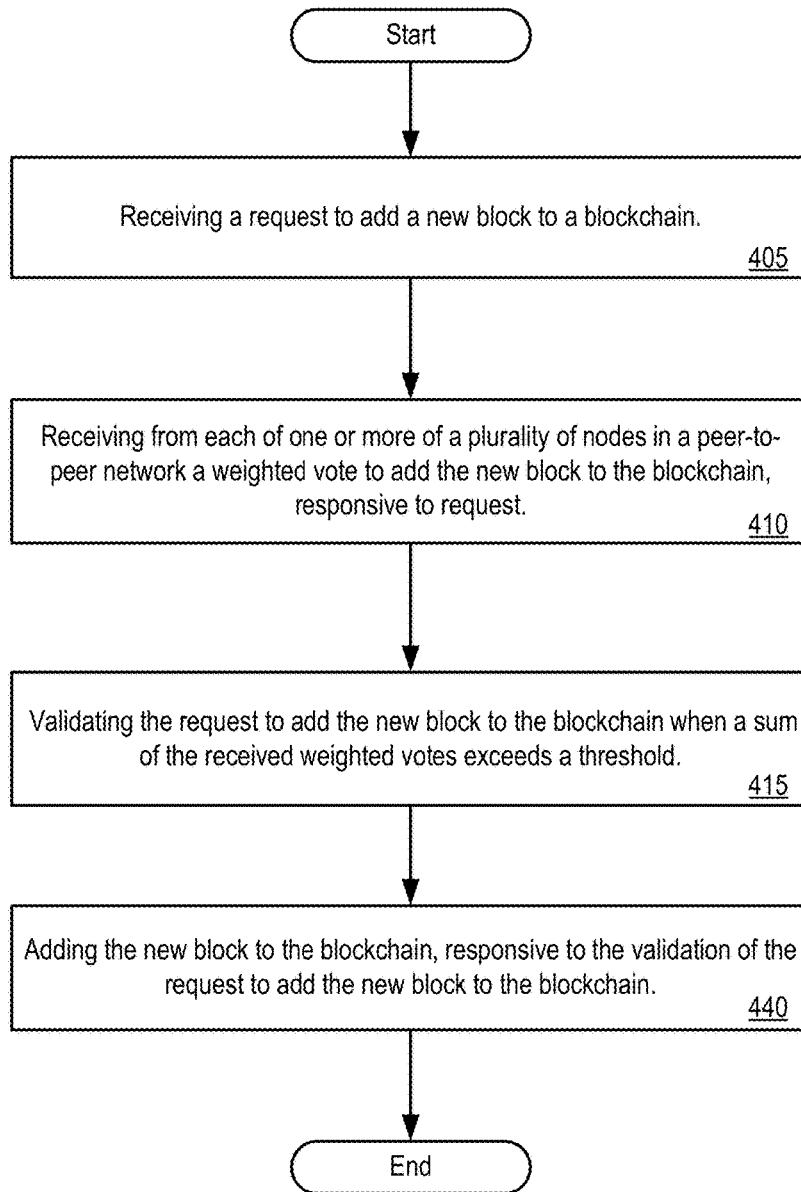 Start
Receiving a request to add a new block to a blockchain.
405
Receiving from each of one or more of a plurality of nodes in a peer-to-
peer network a weighted vote to add the new block to the blockchain,
responsive to request.
410
Validating the request to add the new block to the blockchain when a sum
of the received weighted votes exceeds a threshold.
415
Adding the new block to the blockchain, responsive to the validation of the
request to add the new block to the blockchain.
440
End